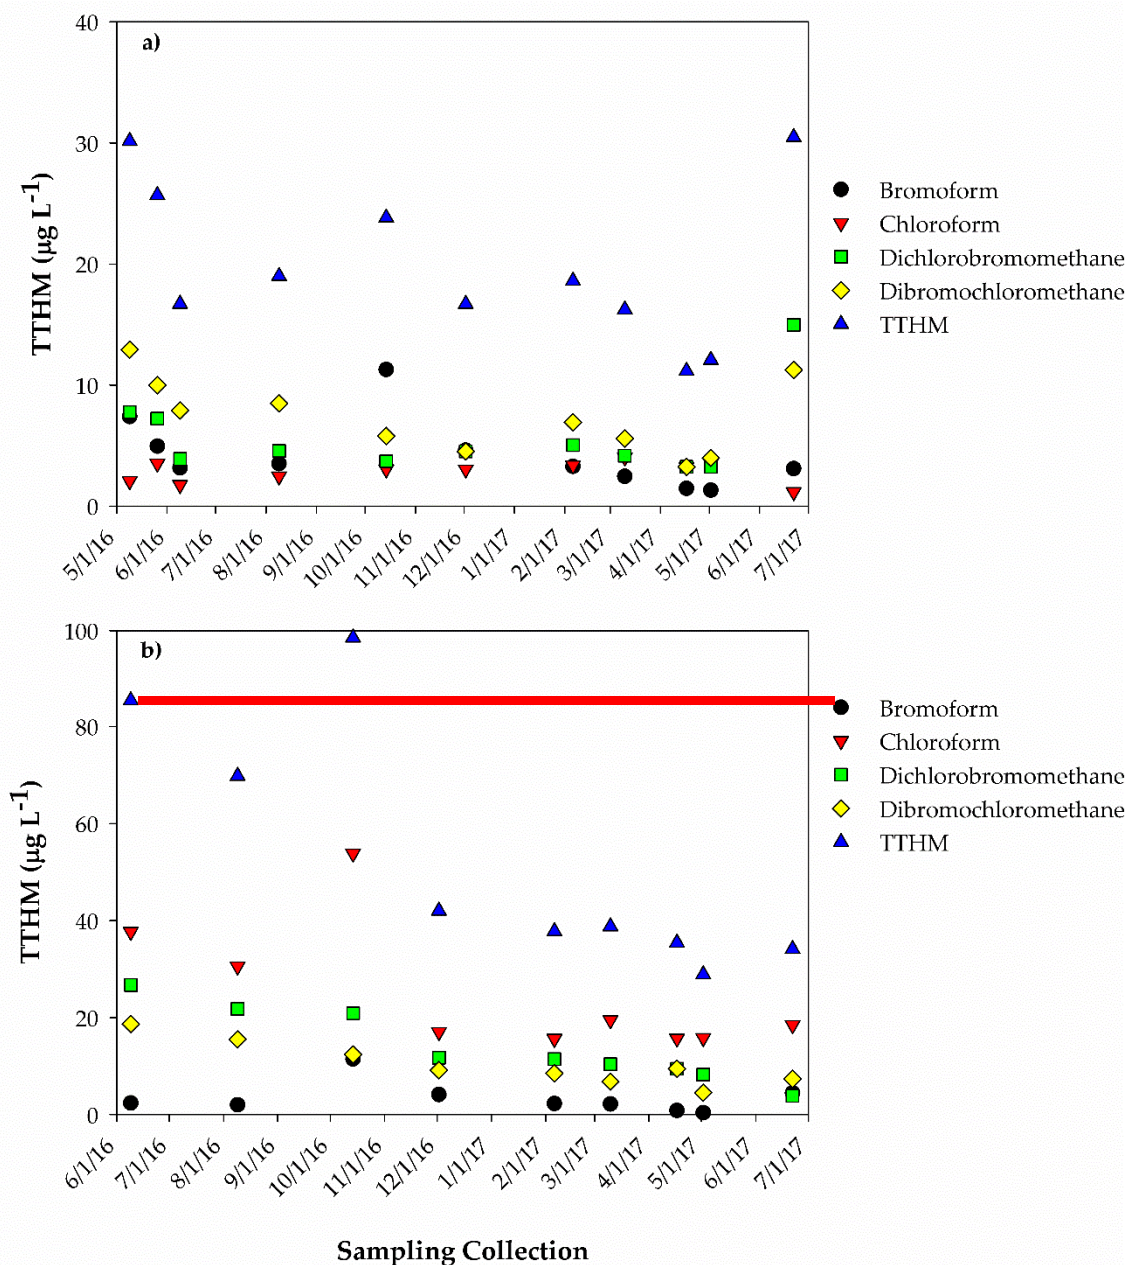 a)
TTHM (µg L-1)
40
30
20
10
0
5/1/16
6/1/16
7/1/16
8/1/16
9/1/16
10/1/16
11/1/16
12/1/16
1/1/17
2/1/17
3/1/17
4/1/17
5/1/17
6/1/17
7/1/17
Bromoform
Chloroform
Dichlorobromomethane
Dibromochloromethane
TTHM
b)
TTHM (µg L-1)
100
80
60
40
20
0
6/1/16
7/1/16
8/1/16
9/1/16
10/1/16
11/1/16
12/1/16
1/1/17
2/1/17
3/1/17
4/1/17
5/1/17
6/1/17
7/1/17
Bromoform
Chloroform
Dichlorobromomethane
Dibromochloromethane
TTHM
Sampling Collection